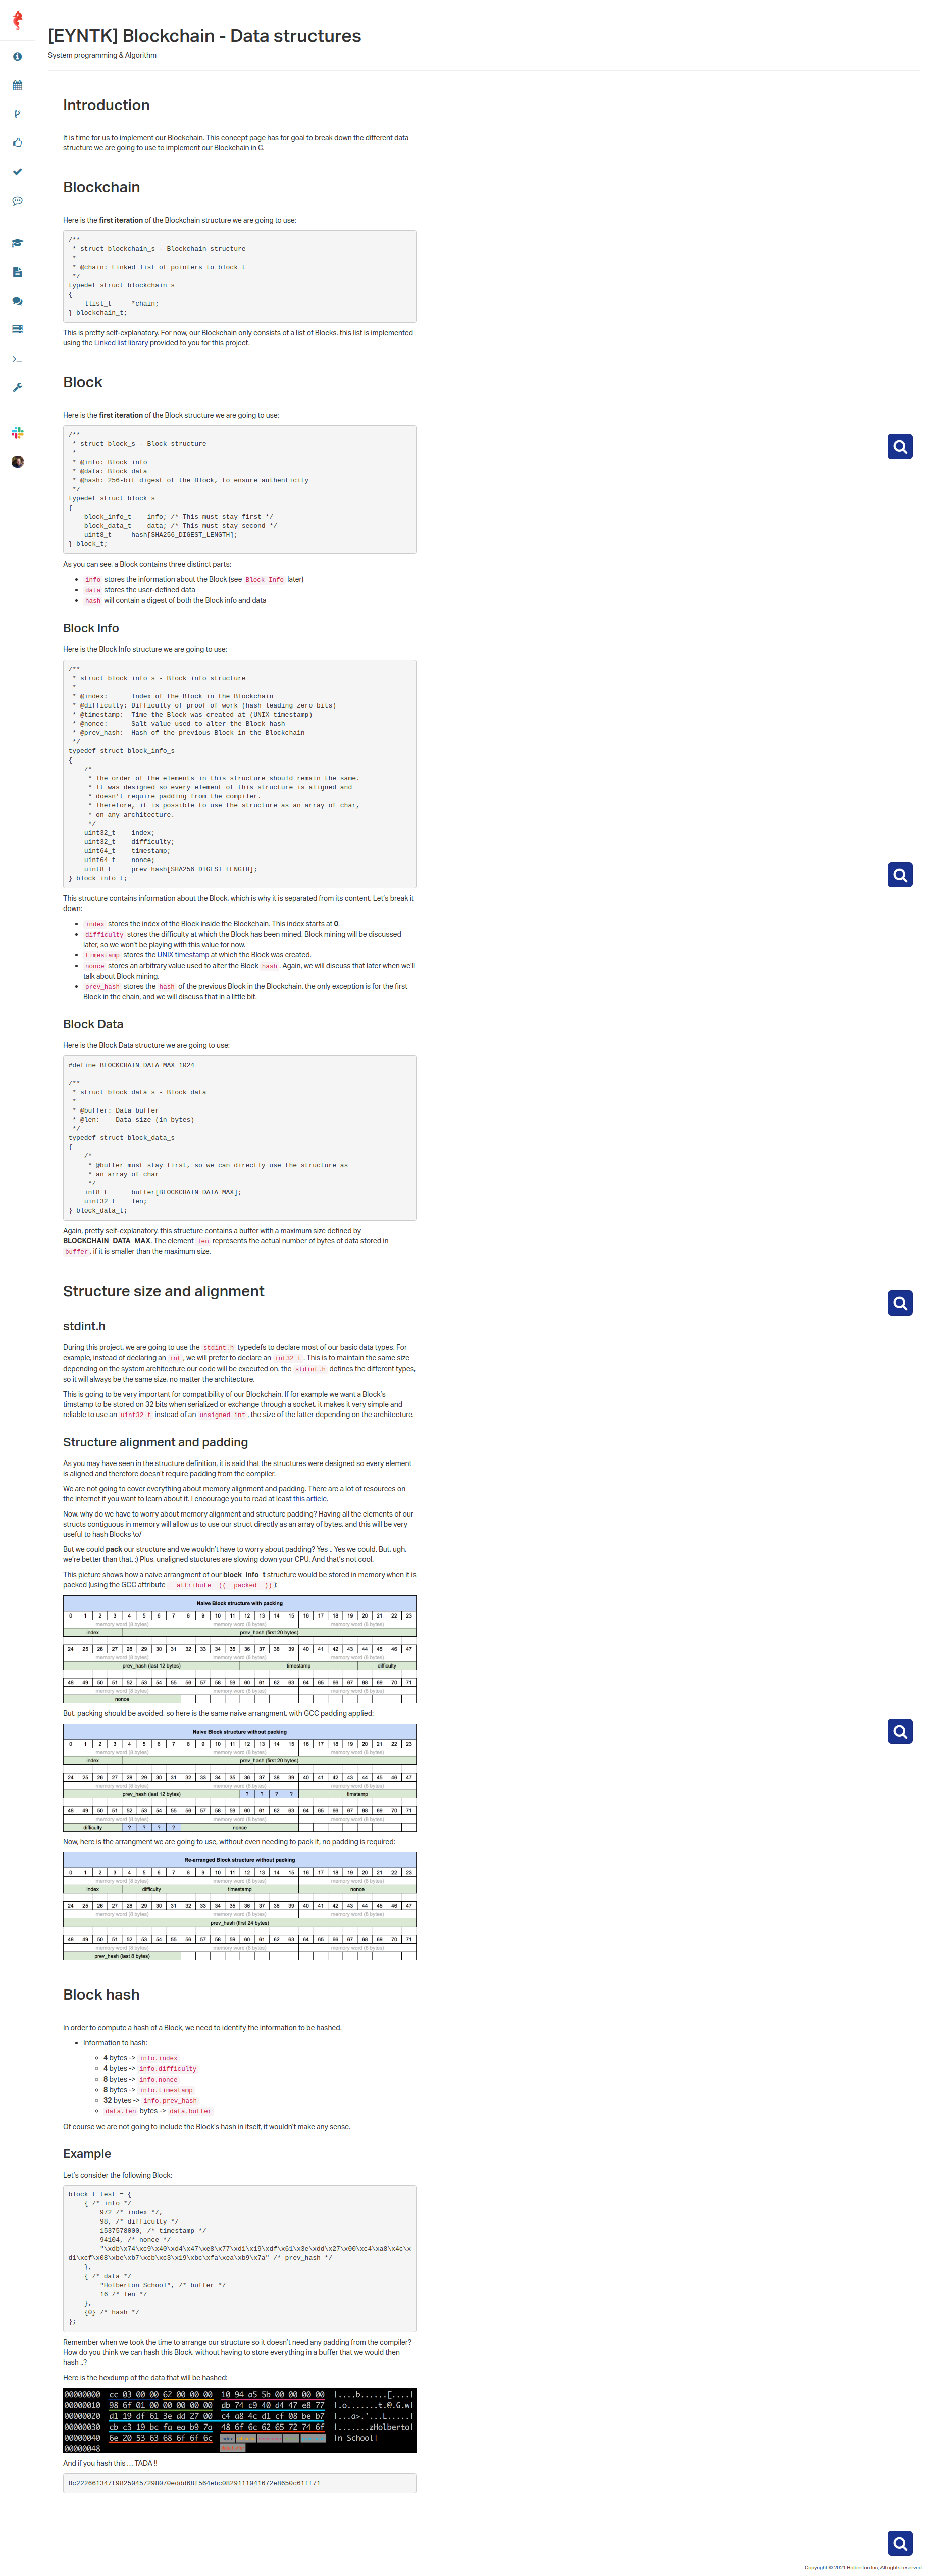 [EYNTK] Blockchain - Data structures
System programming & Algorithm
Introduction
It is time for us to implement our Blockchain. This concept page has for goal to break down the different data
structure we are going to use to implement our Blockchain in C.
Blockchain
Here is the first iteration of the Blockchain structure we are going to use:
/**
 * struct blockchain_s - Blockchain structure
 *
 * @chain: Linked list of pointers to block_t
 */
typedef struct blockchain_s
{
    llist_t     *chain;
} blockchain_t;
This is pretty self-explanatory. For now, our Blockchain only consists of a list of Blocks. this list is implemented
using the Linked list library provided to you for this project.
Block
Here is the first iteration of the Block structure we are going to use:
/**
 * struct block_s - Block structure
 *
 * @info: Block info
 * @data: Block data
 * @hash: 256-bit digest of the Block, to ensure authenticity
 */
typedef struct block_s
{
    block_info_t    info; /* This must stay first */
    block_data_t    data; /* This must stay second */
    uint8_t     hash[SHA256_DIGEST_LENGTH];
} block_t;
As you can see, a Block contains three distinct parts:
• info stores the information about the Block (see Block Info later)
• data stores the user-defined data
• hash will contain a digest of both the Block info and data
Block Info
Here is the Block Info structure we are going to use:
/**
 * struct block_info_s - Block info structure
 *
 * @index:      Index of the Block in the Blockchain
 * @difficulty: Difficulty of proof of work (hash leading zero bits)
 * @timestamp:  Time the Block was created at (UNIX timestamp)
 * @nonce:      Salt value used to alter the Block hash
 * @prev_hash:  Hash of the previous Block in the Blockchain
 */
typedef struct block_info_s
{
    /*
     * The order of the elements in this structure should remain the same.
     * It was designed so every element of this structure is aligned and
     * doesn't require padding from the compiler.
     * Therefore, it is possible to use the structure as an array of char,
     * on any architecture.
     */
    uint32_t    index;
    uint32_t    difficulty;
    uint64_t    timestamp;
    uint64_t    nonce;
    uint8_t     prev_hash[SHA256_DIGEST_LENGTH];
} block_info_t;
This structure contains information about the Block, which is why it is separated from its content. Let's break it
down:
• index stores the index of the Block inside the Blockchain. This index starts at 0.
• difficulty stores the difficulty at which the Block has been mined. Block mining will be discussed
later, so we won't be playing with this value for now.
• timestamp stores the UNIX timestamp at which the Block was created.
• nonce stores an arbitrary value used to alter the Block hash. Again, we will discuss that later when we'll
talk about Block mining.
• prev_hash stores the hash of the previous Block in the Blockchain. the only exception is for the first
Block in the chain, and we will discuss that in a little bit.
Block Data
Here is the Block Data structure we are going to use:
#define BLOCKCHAIN_DATA_MAX 1024
/**
 * struct block_data_s - Block data
 *
 * @buffer: Data buffer
 * @len:    Data size (in bytes)
 */
typedef struct block_data_s
{
    /*
     * @buffer must stay first, so we can directly use the structure as
     * an array of char
     */
    int8_t      buffer[BLOCKCHAIN_DATA_MAX];
    uint32_t    len;
} block_data_t;
Again, pretty self-explanatory. this structure contains a buffer with a maximum size defined by
BLOCKCHAIN_DATA_MAX. The element len represents the actual number of bytes of data stored in
buffer, if it is smaller than the maximum size.
Structure size and alignment
stdint.h
During this project, we are going to use the stdint.h typedefs to declare most of our basic data types. For
example, instead of declaring an int, we will prefer to declare an int32_t. This is to maintain the same size
depending on the system architecture our code will be executed on. the stdint.h defines the different types,
so it will always be the same size, no matter the architecture.
This is going to be very important for compatibility of our Blockchain. If for example we want a Block's
timstamp to be stored on 32 bits when serialized or exchange through a socket, it makes it very simple and
reliable to use an uint32_t instead of an unsigned int, the size of the latter depending on the architecture.
Structure alignment and padding
As you may have seen in the structure definition, it is said that the structures were designed so every element
is aligned and therefore doesn't require padding from the compiler.
We are not going to cover everything about memory alignment and padding. There are a lot of resources on
the internet if you want to learn about it. I encourage you to read at least this article.
Now, why do we have to worry about memory alignment and structure padding? Having all the elements of our
structs contiguous in memory will allow us to use our struct directly as an array of bytes, and this will be very
useful to hash Blocks \o/
But we could pack our structure and we wouldn't have to worry about padding? Yes .. Yes we could. But, ugh,
we're better than that. ;) Plus, unaligned stuctures are slowing down your CPU. And that's not cool.
This picture shows how a naive arrangment of our block_info_t structure would be stored in memory when it is
packed (using the GCC attribute __attribute__((__packed__))):
Naive Block structure with packing
0 1 2 3 4 5 6 7 8 9 10 11 12 13 14 15 16 17 18 19 20 21 22 23
memory word (8 bytes) memory word (8 bytes) memory word (8 bytes)
index prev_hash (first 20 bytes)
24 25 26 27 28 29 30 31 32 33 34 35 36 37 38 39 40 41 42 43 44 45 46 47
memory word (8 bytes) memory word (8 bytes) memory word (8 bytes)
prev_hash (last 12 bytes) timestamp difficulty
48 49 50 51 52 53 54 55 56 57 58 59 60 61 62 63 64 65 66 67 68 69 70 71
memory word (8 bytes) memory word (8 bytes) memory word (8 bytes)
nonce
But, packing should be avoided, so here is the same naive arrangment, with GCC padding applied:
Naive Block structure without packing
0 1 2 3 4 5 6 7 8 9 10 11 12 13 14 15 16 17 18 19 20 21 22 23
memory word (8 bytes) memory word (8 bytes) memory word (8 bytes)
index prev_hash (first 20 bytes)
24 25 26 27 28 29 30 31 32 33 34 35 36 37 38 39 40 41 42 43 44 45 46 47
memory word (8 bytes) memory word (8 bytes) memory word (8 bytes)
prev_hash (last 12 bytes) ? ? ? ? timstamp
48 49 50 51 52 53 54 55 56 57 58 59 60 61 62 63 64 65 66 67 68 69 70 71
memory word (8 bytes) memory word (8 bytes) memory word (8 bytes)
difficulty ? ? ? ? nonce
Now, here is the arrangment we are going to use, without even needing to pack it, no padding is required:
Re-arranged Block structure without packing
0 1 2 3 4 5 6 7 8 9 10 11 12 13 14 15 16 17 18 19 20 21 22 23
memory word (8 bytes) memory word (8 bytes) memory word (8 bytes)
index difficulty timestamp nonce
24 25 26 27 28 29 30 31 32 33 34 35 36 37 38 39 40 41 42 43 44 45 46 47
memory word (8 bytes) memory word (8 bytes) memory word (8 bytes)
prev_hash (first 24 bytes)
48 49 50 51 52 53 54 55 56 57 58 59 60 61 62 63 64 65 66 67 68 69 70 71
memory word (8 bytes) memory word (8 bytes) memory word (8 bytes)
prev_hash (last 8 bytes)
Block hash
In order to compute a hash of a Block, we need to identify the information to be hashed.
• Information to hash:
◦ 4 bytes -> info.index
◦ 4 bytes -> info.difficulty
◦ 8 bytes -> info.nonce
◦ 8 bytes -> info.timestamp
◦ 32 bytes -> info.prev_hash
◦ data.len bytes -> data.buffer
Of course we are not going to include the Block's hash in itself, it wouldn't make any sense.
Example
Let's consider the following Block:
block_t test = {
    { /* info */
        972 /* index */,
        98, /* difficulty */
        1537578000, /* timestamp */
        94104, /* nonce */
        "\xdb\x74\xc9\x40\xd4\x47\xe8\x77\xd1\x19\xdf\x61\x3e\xdd\x27\x00\xc4\xa8\x4c\x
d1\xcf\x08\xbe\xb7\xcb\xc3\x19\xbc\xfa\xea\xb9\x7a" /* prev_hash */
    },
    { /* data */
        "Holberton School", /* buffer */
        16 /* len */
    },
    {0} /* hash */
};
Remember when we took the time to arrange our structure so it doesn't need any padding from the compiler?
How do you think we can hash this Block, without having to store everything in a buffer that we would then
hash ..?
Here is the hexdump of the data that will be hashed:
00000000 cc 03 00 00 62 00 00 00 10 94 a5 5b 00 00 00 00 |....b......[....|
00000010 98 6f 01 00 00 00 00 00 db 74 c9 40 d4 47 e8 77 |.o.......t.@.G.w|
00000020 d1 19 df 61 3e dd 27 00 c4 a8 4c d1 cf 08 be b7 |...a>.'...L.....|
00000030 cb c3 19 bc fa ea b9 7a 48 6f 6c 62 65 72 74 6f |.......zHolberto|
00000040 6e 20 53 63 68 6f 6f 6c |n School|
00000048
And if you hash this ... TADA !!
8c222661347f98250457298070eddd68f564ebc0829111041672e8650c61ff71
Copyright © 2021 Holberton Inc, All rights reserved.